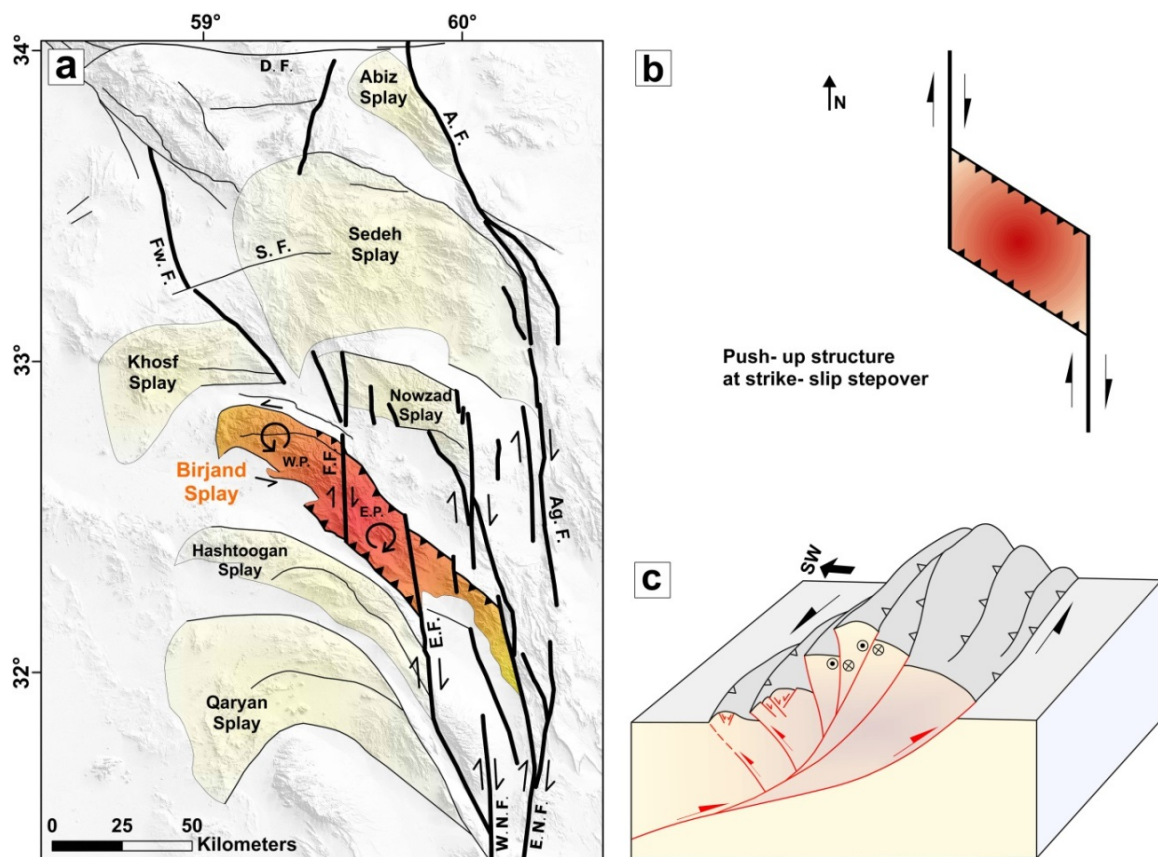 59°
60°
34°
a
D. F.
Abiz
Splay
A. F.
Sedeh
Splay
Fw. F.
S. F.
33°
Khosf
Splay
Nowzad
Splay
Birjand
Splay
W.P.
F.F.
E.P.
Ag. F.
Hashtoogan
Splay
E.F.
32°
Qaryan
Splay
W. N. F.
E. N. F.
0 25 50
Kilometers
b
N
Push- up structure
at strike- slip stepover
c
SW